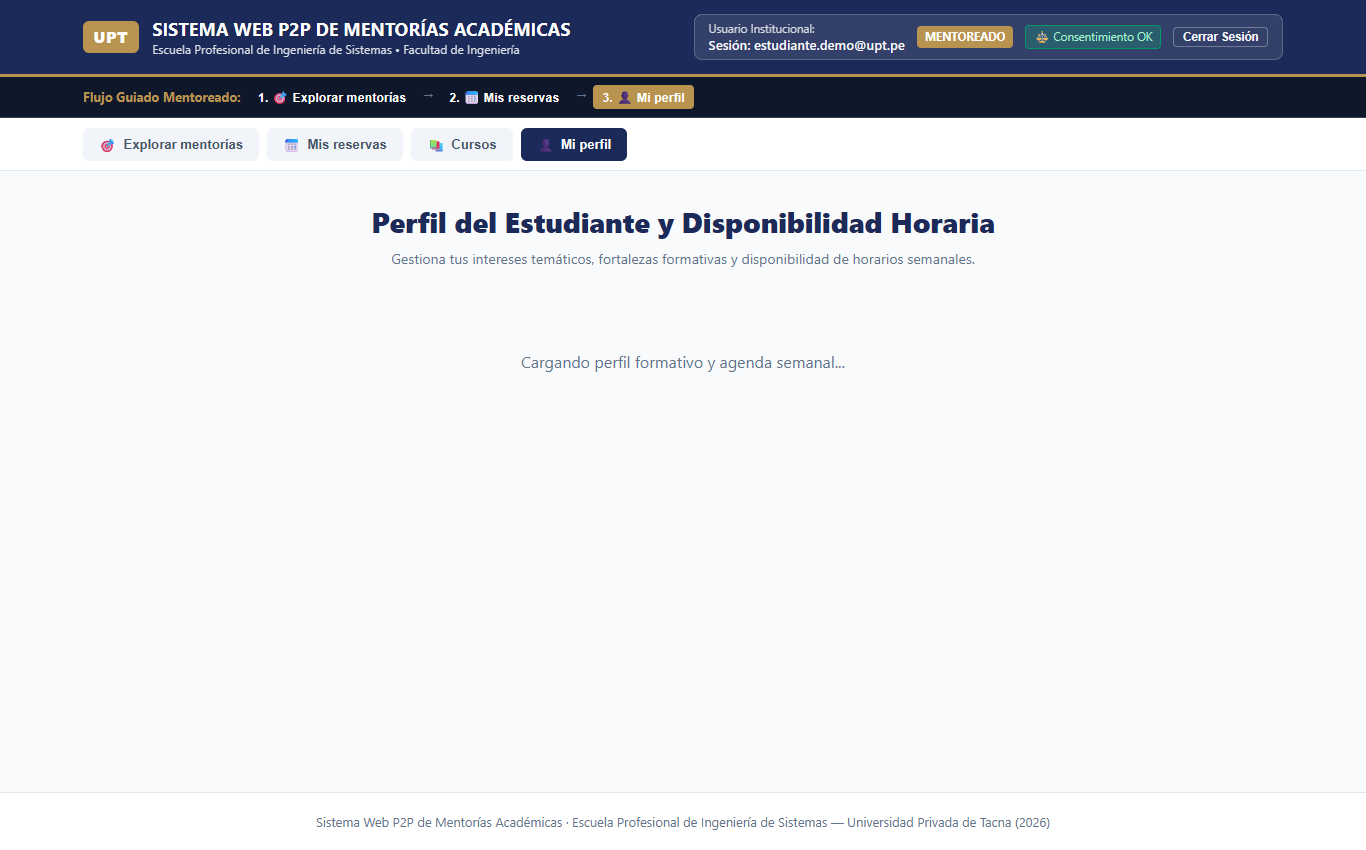 UPT
SISTEMA WEB P2P DE MENTORÍAS ACADÉMICAS
Escuela Profesional de Ingeniería de Sistemas • Facultad de Ingeniería
Usuario Institucional:
Sesión: estudiante.demo@upt.pe
MENTOREADO
Consentimiento OK
Cerrar Sesión
Flujo Guiado Mentoreado: 1. Explorar mentorías → 2. Mis reservas → 3. Mi perfil
Explorar mentorías Mis reservas Cursos Mi perfil
Perfil del Estudiante y Disponibilidad Horaria
Gestiona tus intereses temáticos, fortalezas formativas y disponibilidad de horarios semanales.
Cargando perfil formativo y agenda semanal...
Sistema Web P2P de Mentorías Académicas · Escuela Profesional de Ingeniería de Sistemas — Universidad Privada de Tacna (2026)